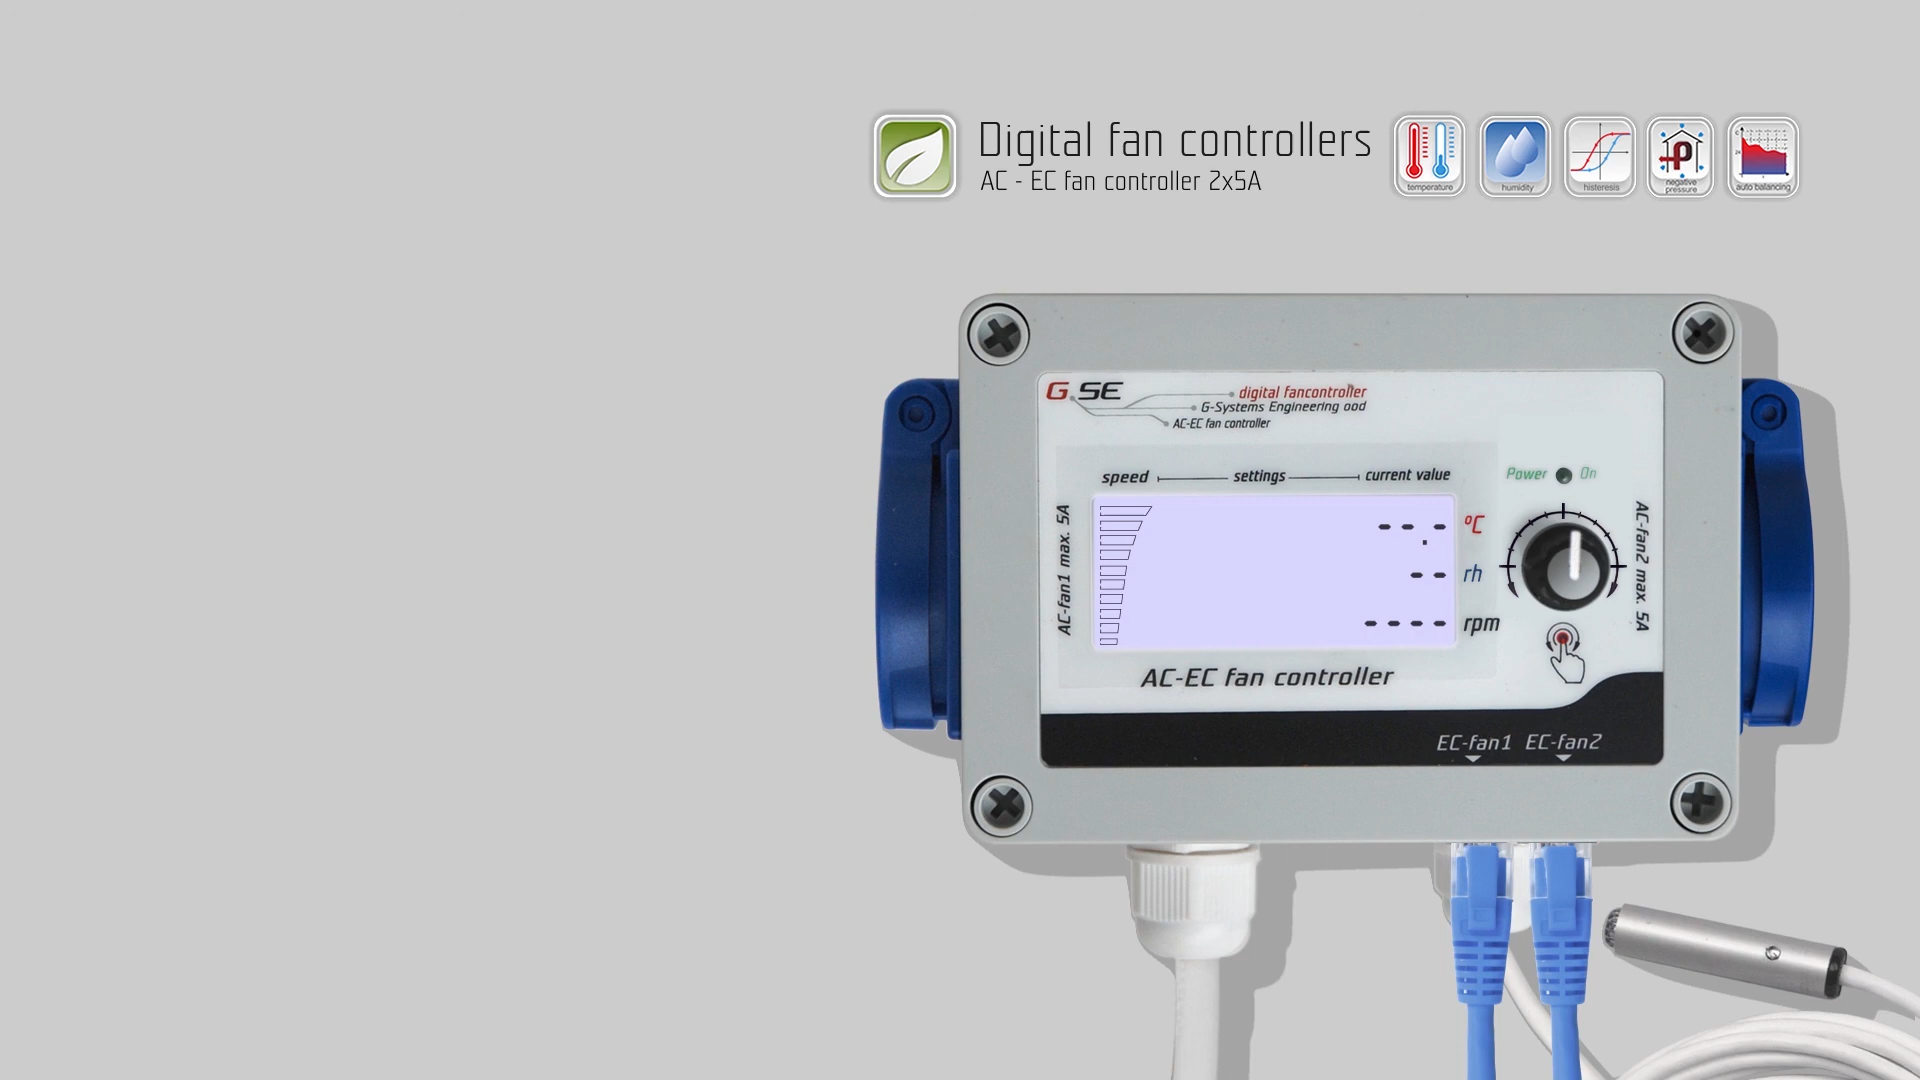 Digital fan controllers
AC - EC fan controller 2x5A
temperature
humidity
histeresis
negative
pressure
auto balancing
G.SE
digital fancontroller
G-Systems Engineering ood
AC-EC fan controller
speed settings current value
Power On
AC-fan1 max. 5A
AC-fan2 max. 5A
--.- °C
-- rh
---- rpm
AC-EC fan controller
EC-fan1 EC-fan2